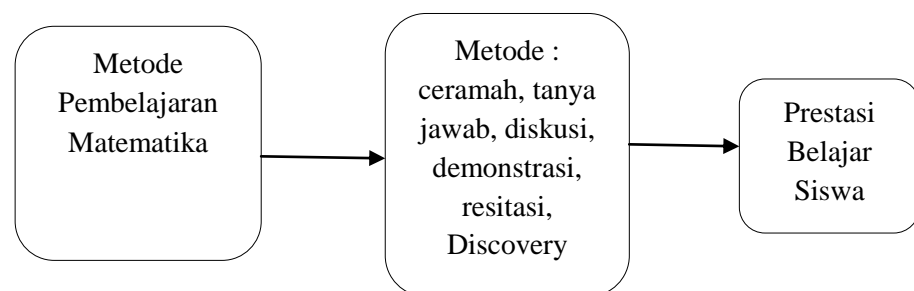 Metode
Pembelajaran
Matematika
Metode :
ceramah, tanya
jawab, diskusi,
demonstrasi,
resitasi,
Discovery
Prestasi
Belajar
Siswa